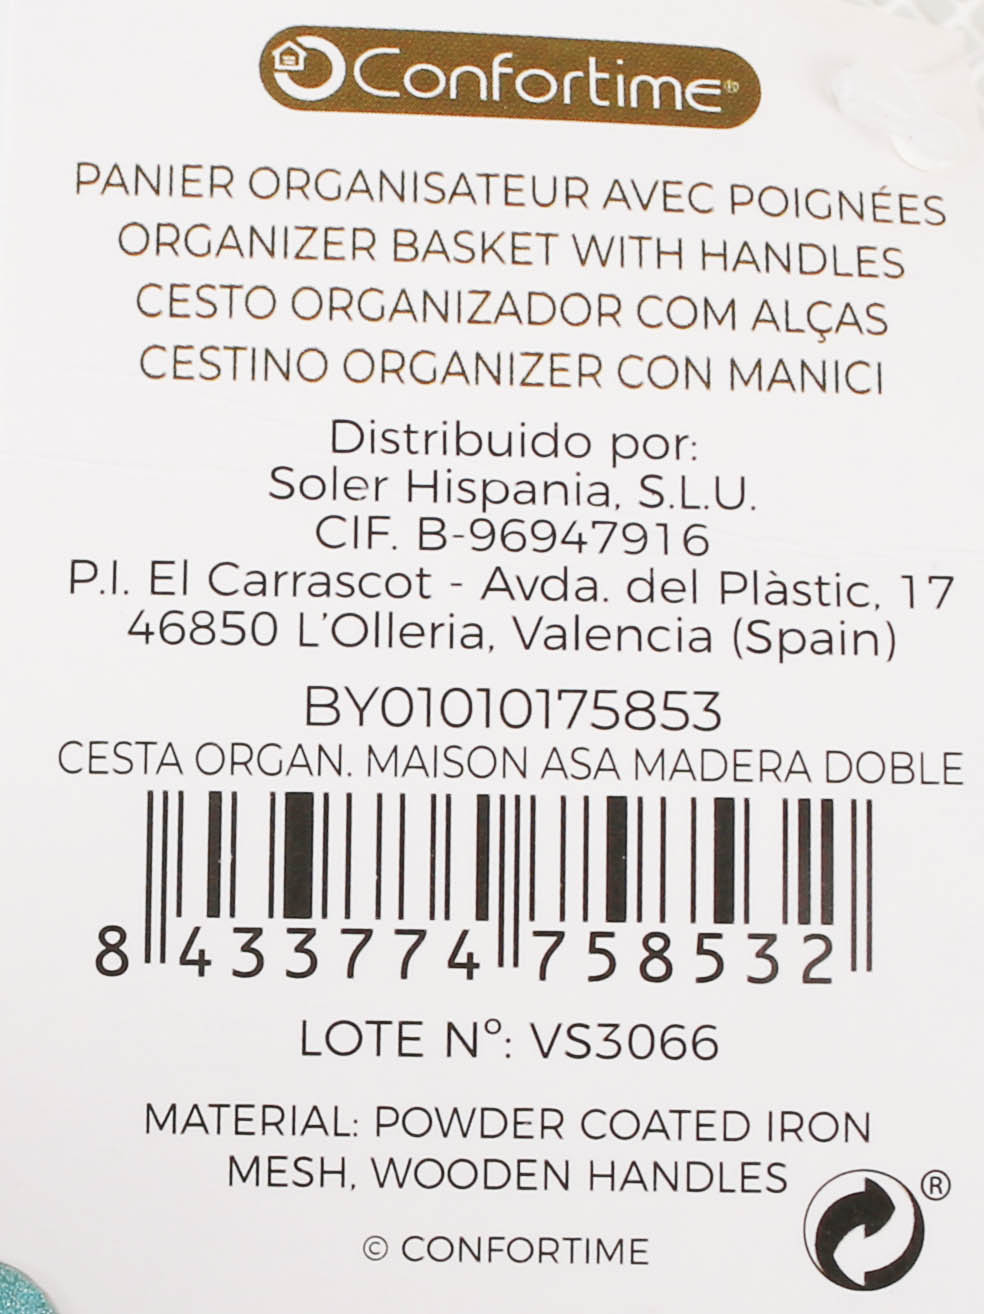 Confortime®
PANIER ORGANISATEUR AVEC POIGNÉES
ORGANIZER BASKET WITH HANDLES
CESTO ORGANIZADOR COM ALÇAS
CESTINO ORGANIZER CON MANICI
Distribuido por:
Soler Hispania, S.L.U.
CIF. B-96947916
P.I. El Carrascot - Avda. del Plàstic, 17
46850 L'Olleria, Valencia (Spain)
BY01010175853
CESTA ORGAN. MAISON ASA MADERA DOBLE
8 433774 758532
LOTE Nº: VS3066
MATERIAL: POWDER COATED IRON
MESH, WOODEN HANDLES
®
© CONFORTIME